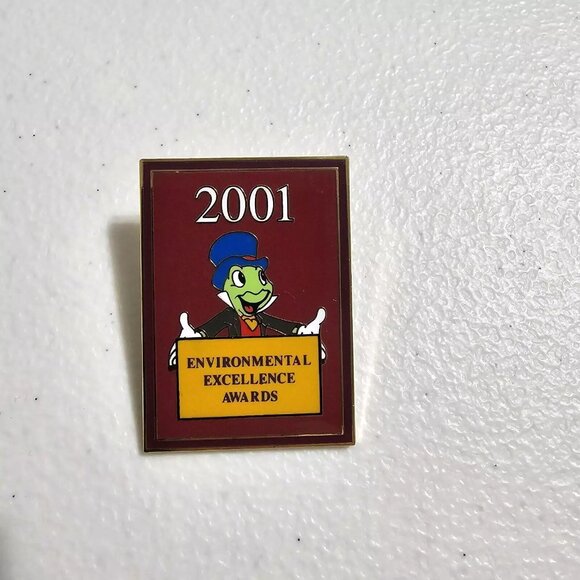 2001
ENVIRONMENTAL
EXCELLENCE
AWARDS